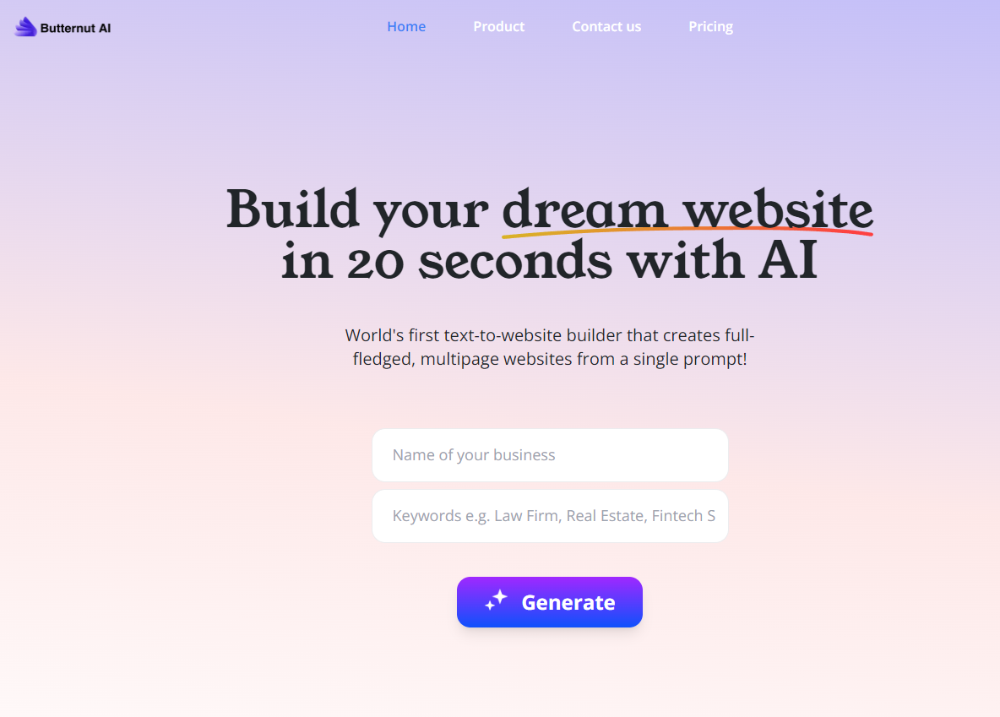 Butternut AI
Home
Product
Contact us
Pricing
Build your dream website
in 20 seconds with AI
World's first text-to-website builder that creates full-
fledged, multipage websites from a single prompt!
Name of your business
Keywords e.g. Law Firm, Real Estate, Fintech S
Generate